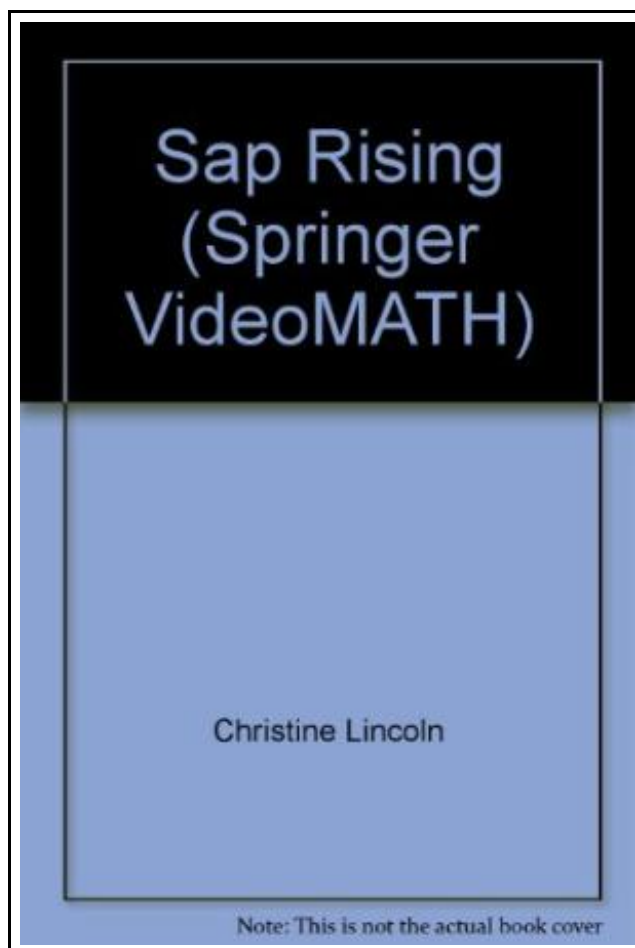 Sap Rising
(Springer
VideoMATH)
Christine Lincoln
Note: This is not the actual book cover